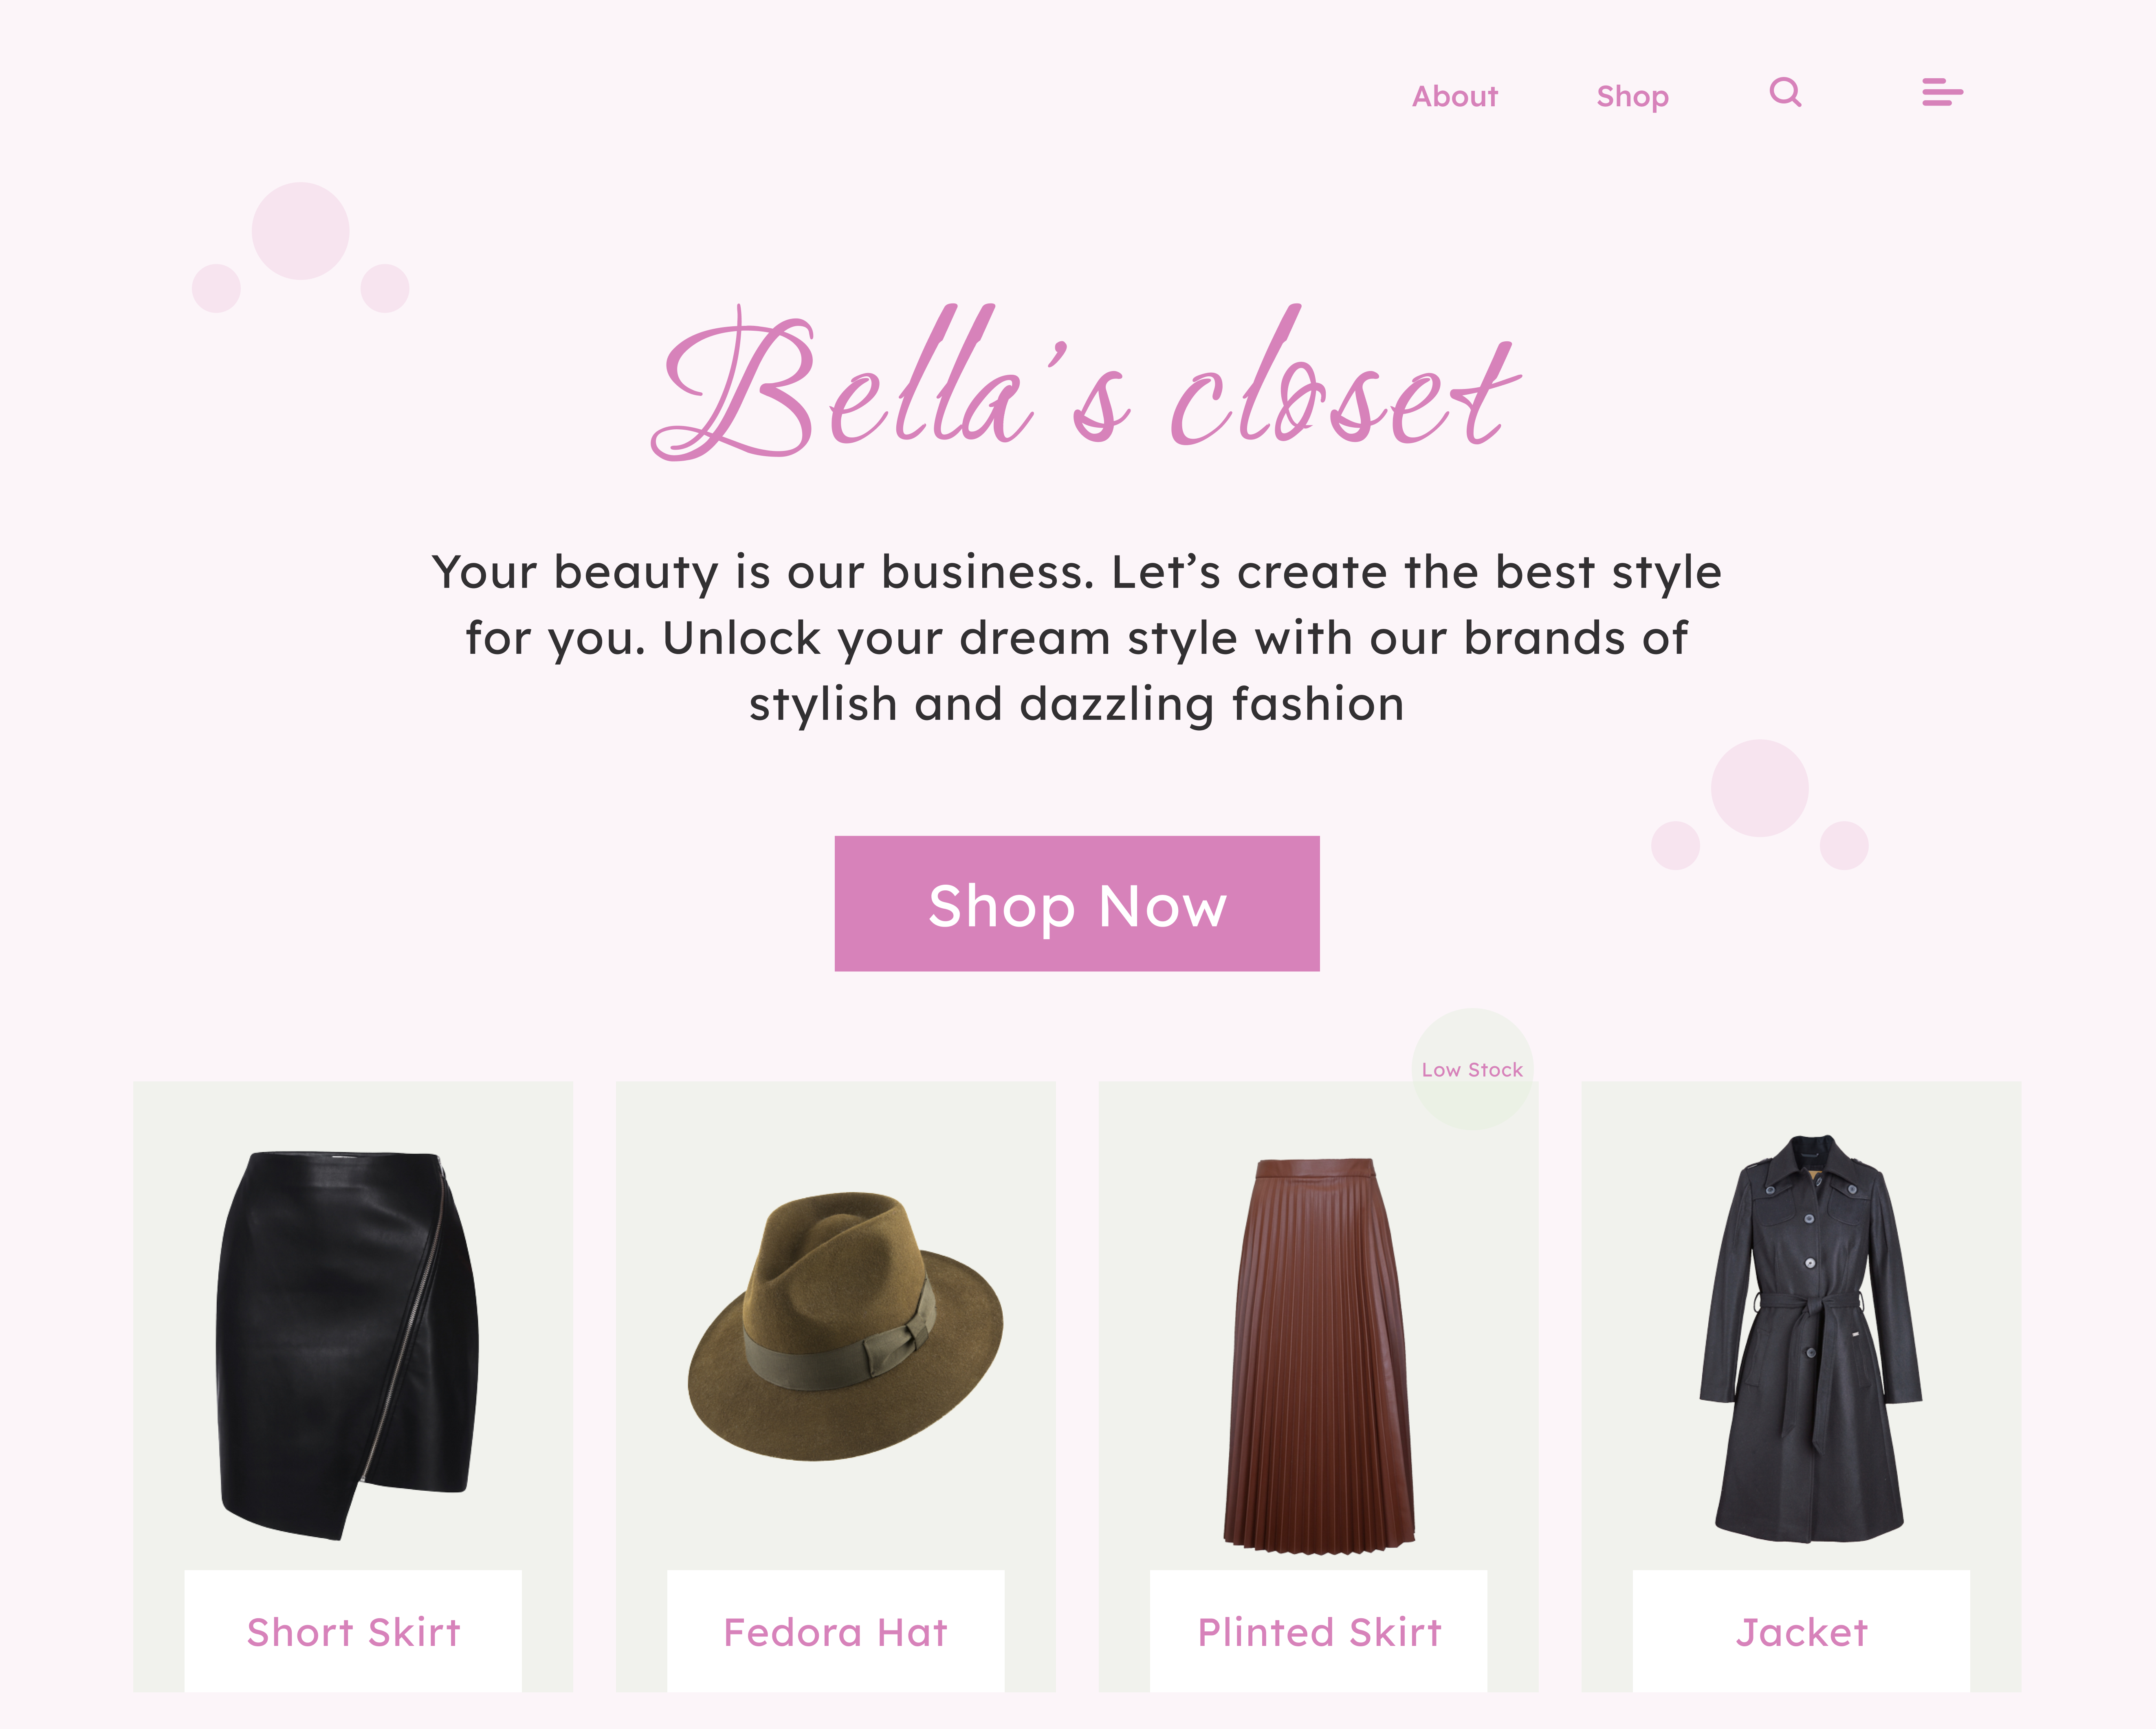 About
Shop
Bella’s closet
Your beauty is our business. Let’s create the best style
for you. Unlock your dream style with our brands of
stylish and dazzling fashion
Shop Now
Low Stock
Short Skirt
Fedora Hat
Plinted Skirt
Jacket